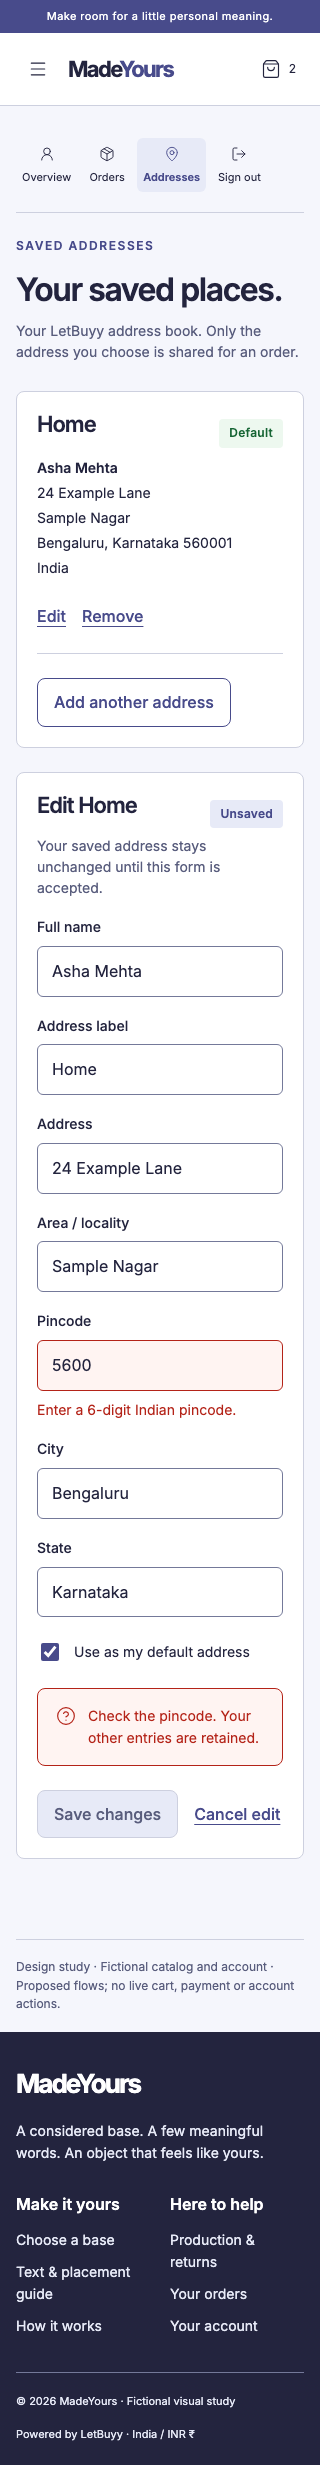 Make room for a little personal meaning.
MadeYours
2
Overview
Orders
Addresses
Sign out
SAVED ADDRESSES
Your saved places.
Your LetBuyy address book. Only the
address you choose is shared for an order.
Home
Default
Asha Mehta
24 Example Lane
Sample Nagar
Bengaluru, Karnataka 560001
India
Edit
Remove
Add another address
Edit Home
Unsaved
Your saved address stays
unchanged until this form is
accepted.
Full name
Asha Mehta
Address label
Home
Address
24 Example Lane
Area / locality
Sample Nagar
Pincode
5600
Enter a 6-digit Indian pincode.
City
Bengaluru
State
Karnataka
Use as my default address
Check the pincode. Your
other entries are retained.
Save changes
Cancel edit
Design study · Fictional catalog and account ·
Proposed flows; no live cart, payment or account
actions.
MadeYours
A considered base. A few meaningful
words. An object that feels like yours.
Make it yours
Choose a base
Text & placement
guide
How it works
Here to help
Production &
returns
Your orders
Your account
© 2026 MadeYours · Fictional visual study
Powered by LetBuyy · India / INR ₹